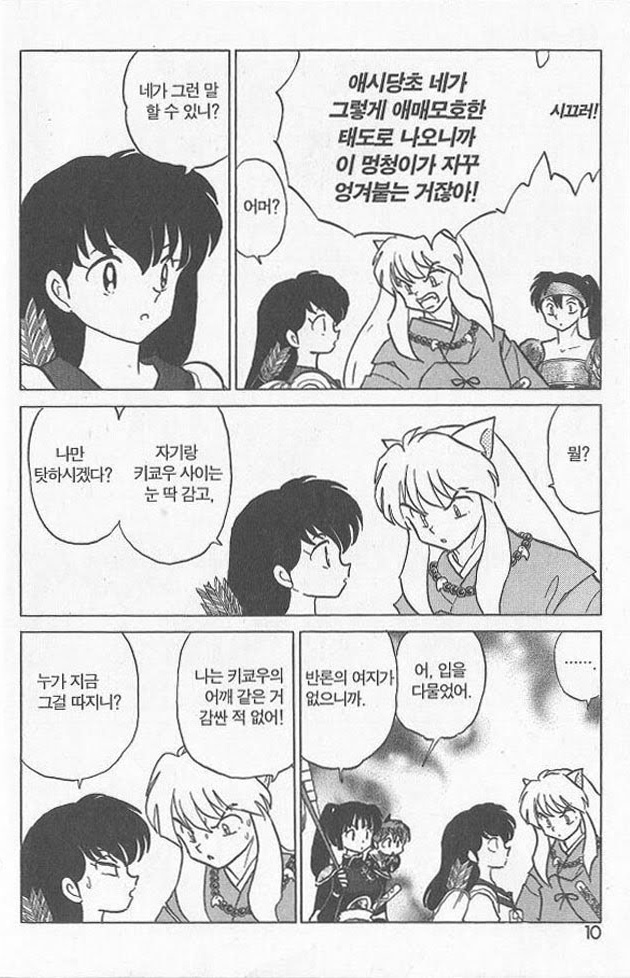 시끄러!
애시당초 네가
그렇게 애매모호한
태도로 나오니까
이 멍청이가 자꾸
엉겨붙는 거잖아!
어머?
네가 그런 말
할 수 있니?
뭘?
자기랑
키쿄우 사이는
눈 딱 감고,
나만
탓하시겠다?
.......
어, 입을
다물었어.
반론의 여지가
없으니까.
나는 키쿄우의
어깨 같은 거
감싼 적 없어!
누가 지금
그걸 따지니?
10